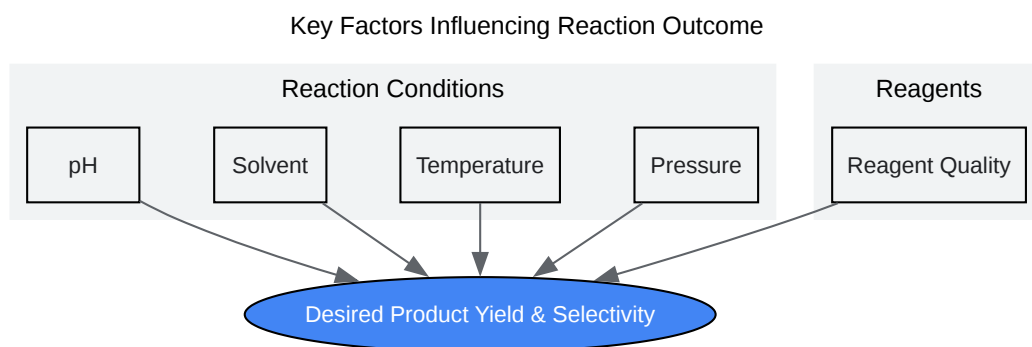 Key Factors Influencing Reaction Outcome
Reaction Conditions
Reagents
pH
Solvent
Temperature
Pressure
Reagent Quality
Desired Product Yield & Selectivity